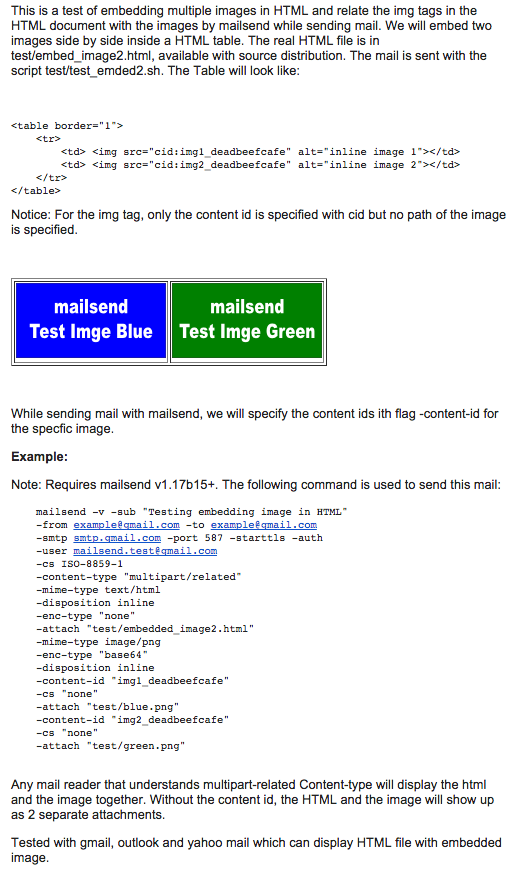 This is a test of embedding multiple images in HTML and relate the img tags in the
HTML document with the images by mailsend while sending mail. We will embed two
images side by side inside a HTML table. The real HTML file is in
test/embed_image2.html, available with source distribution. The mail is sent with the
script test/test_emded2.sh. The Table will look like:
<table border="1">
<tr>
<td> <img src="cid:img1_deadbeefcafe" alt="inline image 1"></td>
<td> <img src="cid:img2_deadbeefcafe" alt="inline image 2"></td>
</tr>
</table>
Notice: For the img tag, only the content id is specified with cid but no path of the image
is specified.
mailsend
Test Imge Blue
mailsend
Test Imge Green
While sending mail with mailsend, we will specify the content ids ith flag -content-id for
the specfic image.
Example:
Note: Requires mailsend v1.17b15+. The following command is used to send this mail:
mailsend -v -sub "Testing embedding image in HTML"
-from example@gmail.com -to example@gmail.com
-smtp smtp.gmail.com -port 587 -starttls -auth
-user mailsend.test@gmail.com
-cs ISO-8859-1
-content-type "multipart/related"
-mime-type text/html
-disposition inline
-enc-type "none"
-attach "test/embedded_image2.html"
-mime-type image/png
-enc-type "base64"
-disposition inline
-content-id "img1_deadbeefcafe"
-cs "none"
-attach "test/blue.png"
-content-id "img2_deadbeefcafe"
-cs "none"
-attach "test/green.png"
Any mail reader that understands multipart-related Content-type will display the html
and the image together. Without the content id, the HTML and the image will show up
as 2 separate attachments.
Tested with gmail, outlook and yahoo mail which can display HTML file with embedded
image.